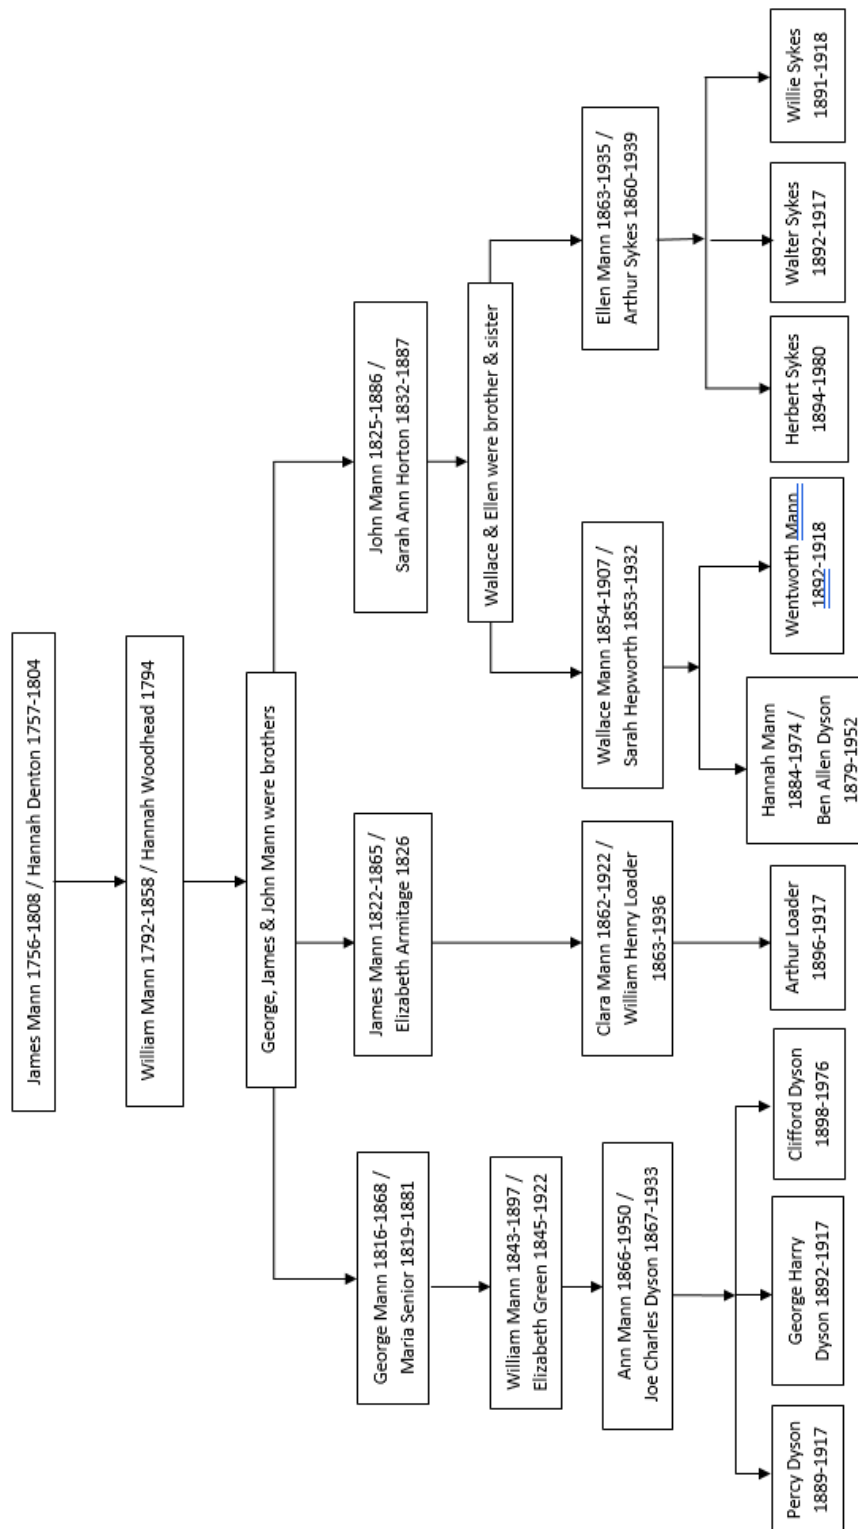 James Mann 1756-1808 / Hannah Denton 1757-1804
William Mann 1792-1858 / Hannah Woodhead 1794
George, James & John Mann were brothers
George Mann 1816-1868 /
Maria Senior 1819-1881
James Mann 1822-1865 /
Elizabeth Armitage 1826
John Mann 1825-1886 /
Sarah Ann Horton 1832-1887
William Mann 1843-1897 /
Elizabeth Green 1845-1922
Wallace & Ellen were brother & sister
Ann Mann 1866-1950 /
Joe Charles Dyson 1867-1933
Clara Mann 1862-1922 /
William Henry Loader
1863-1936
Wallace Mann 1854-1907 /
Sarah Hepworth 1853-1932
Ellen Mann 1863-1935 /
Arthur Sykes 1860-1939
Percy Dyson
1889-1917
George Harry
Dyson 1892-1917
Clifford Dyson
1898-1976
Arthur Loader
1896-1917
Hannah Mann
1884-1974 /
Ben Allen Dyson
1879-1952
Wentworth Mann
1892-1918
Herbert Sykes
1894-1980
Walter Sykes
1892-1917
Willie Sykes
1891-1918